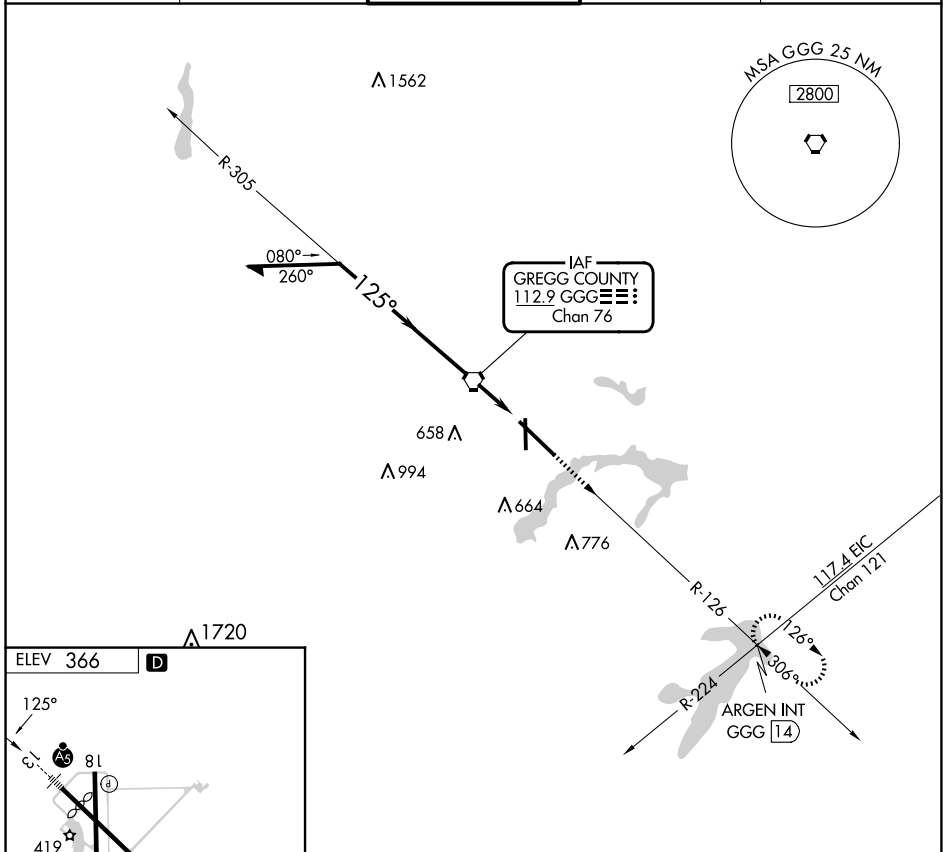 1562
MSA GGG 25 NM
2800
R-305
080°
260°
125°
IAF
GREGG COUNTY
112.9 GGG
Chan 76
658
994
664
776
117.4 EIC
Chan 121
R-126
126°
306°
R-224
ARGEN INT
GGG 14
1720
ELEV 366
D
125°
13
A5
18
P
419